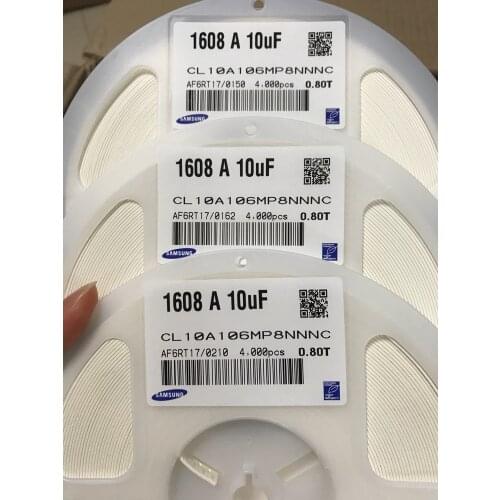 1608 A 10uF
CL10A106MP8NNNC
AF6RT17/0150 4.000pcs 0.80T
SAMSUNG
1608 A 10uF
CL10A106MP8NNNC
AF6RT17/0162 4.000pcs 0.80T
SAMSUNG
1608 A 10uF
CL10A106MP8NNNC
AF6RT17/0210 4.000pcs 0.80T
SAMSUNG